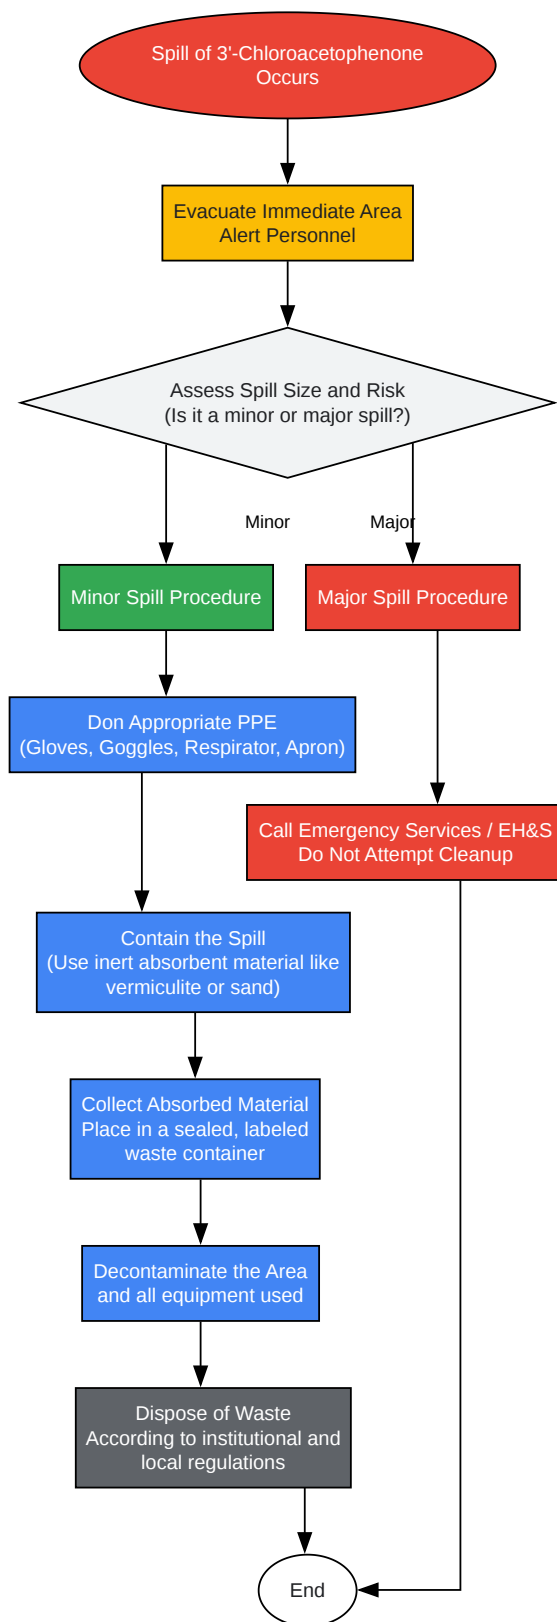 Spill of 3'-Chloroacetophenone
Occurs
Evacuate Immediate Area
Alert Personnel
Assess Spill Size and Risk
(Is it a minor or major spill?)
Minor
Major
Minor Spill Procedure
Major Spill Procedure
Don Appropriate PPE
(Gloves, Goggles, Respirator, Apron)
Call Emergency Services / EH&S
Do Not Attempt Cleanup
Contain the Spill
(Use inert absorbent material like
vermiculite or sand)
Collect Absorbed Material
Place in a sealed, labeled
waste container
Decontaminate the Area
and all equipment used
Dispose of Waste
According to institutional and
local regulations
End